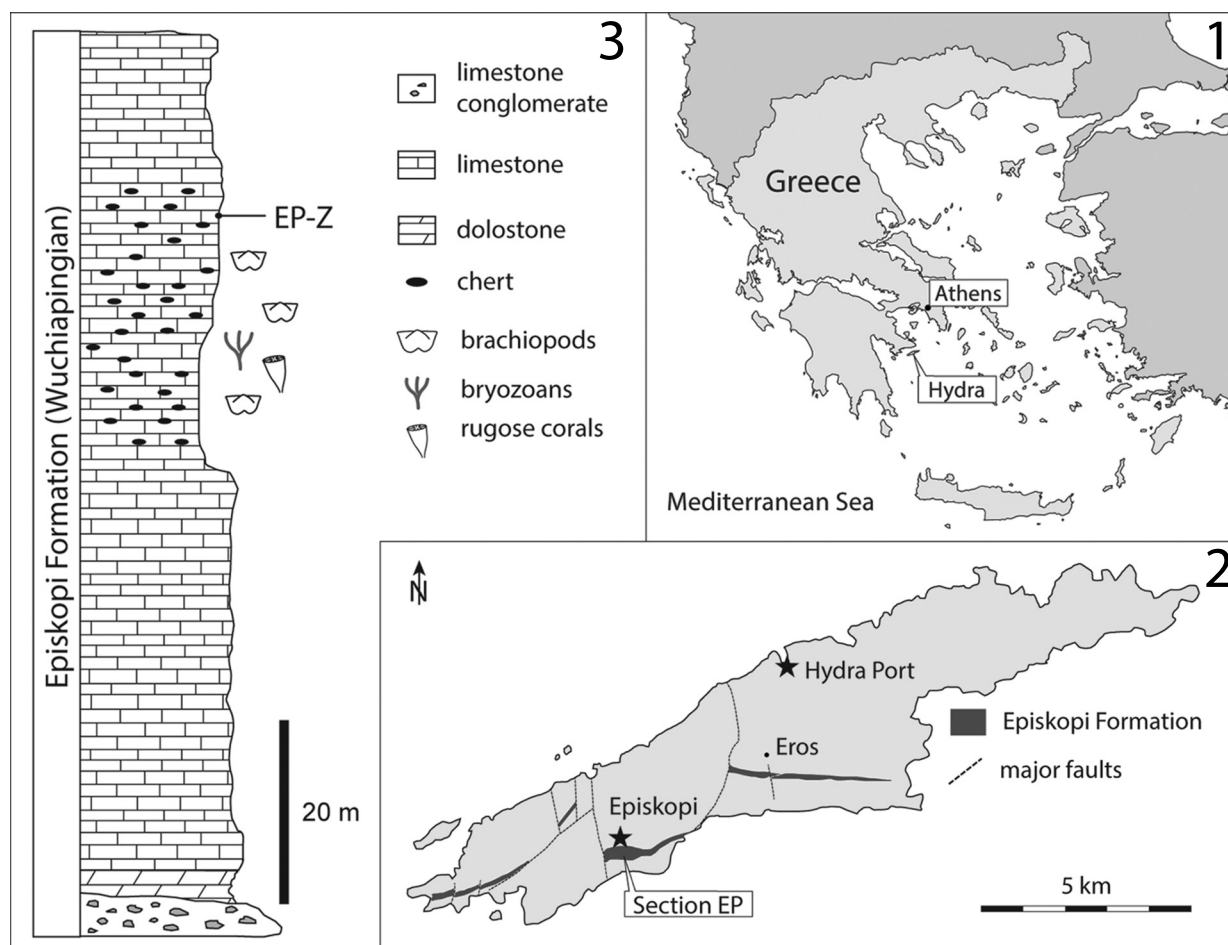 3
limestone
conglomerate
limestone
dolostone
chert
brachiopods
bryozoans
rugose corals
EP-Z
Episkopi Formation (Wuchiapingian)
20 m
1
Greece
Athens
Hydra
Mediterranean Sea
2
N
Hydra Port
Eros
Episkopi
Section EP
Episkopi Formation
major faults
5 km